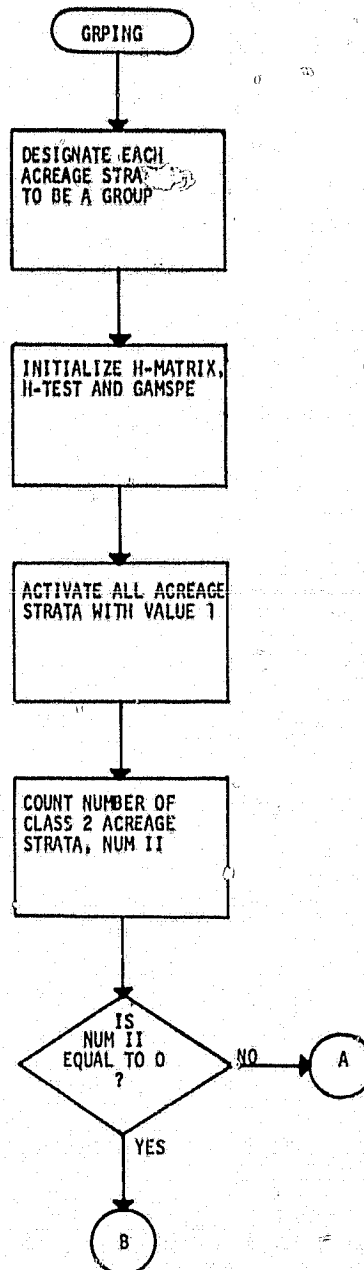 GRPING
DESIGNATE EACH
ACREAGE STRA
TO BE A GROUP
INITIALIZE H-MATRIX,
H-TEST AND GAMSPE
ACTIVATE ALL ACREAGE
STRATA WITH VALUE 1
COUNT NUMBER OF
CLASS 2 ACREAGE
STRATA, NUM II
IS
NUM II
EQUAL TO 0
?
NO
A
YES
B